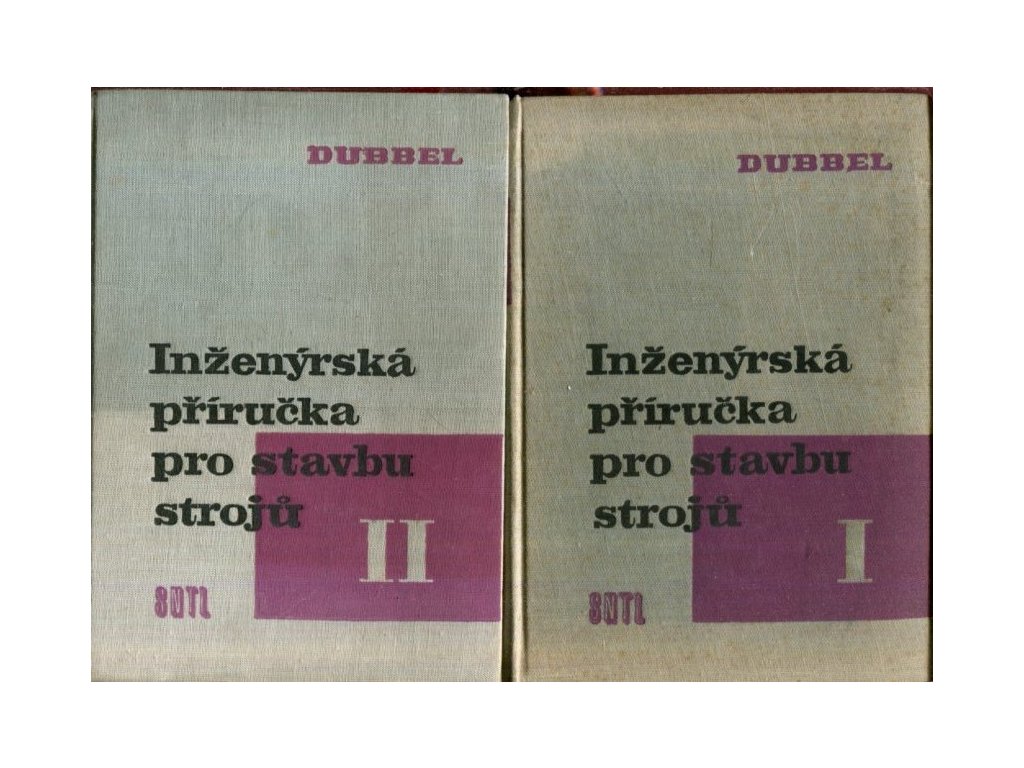 DUBBEL
Inženýrská
příručka
pro stavbu
strojů
II
SNTL
DUBBEL
Inženýrská
příručka
pro stavbu
strojů
I
SNTL